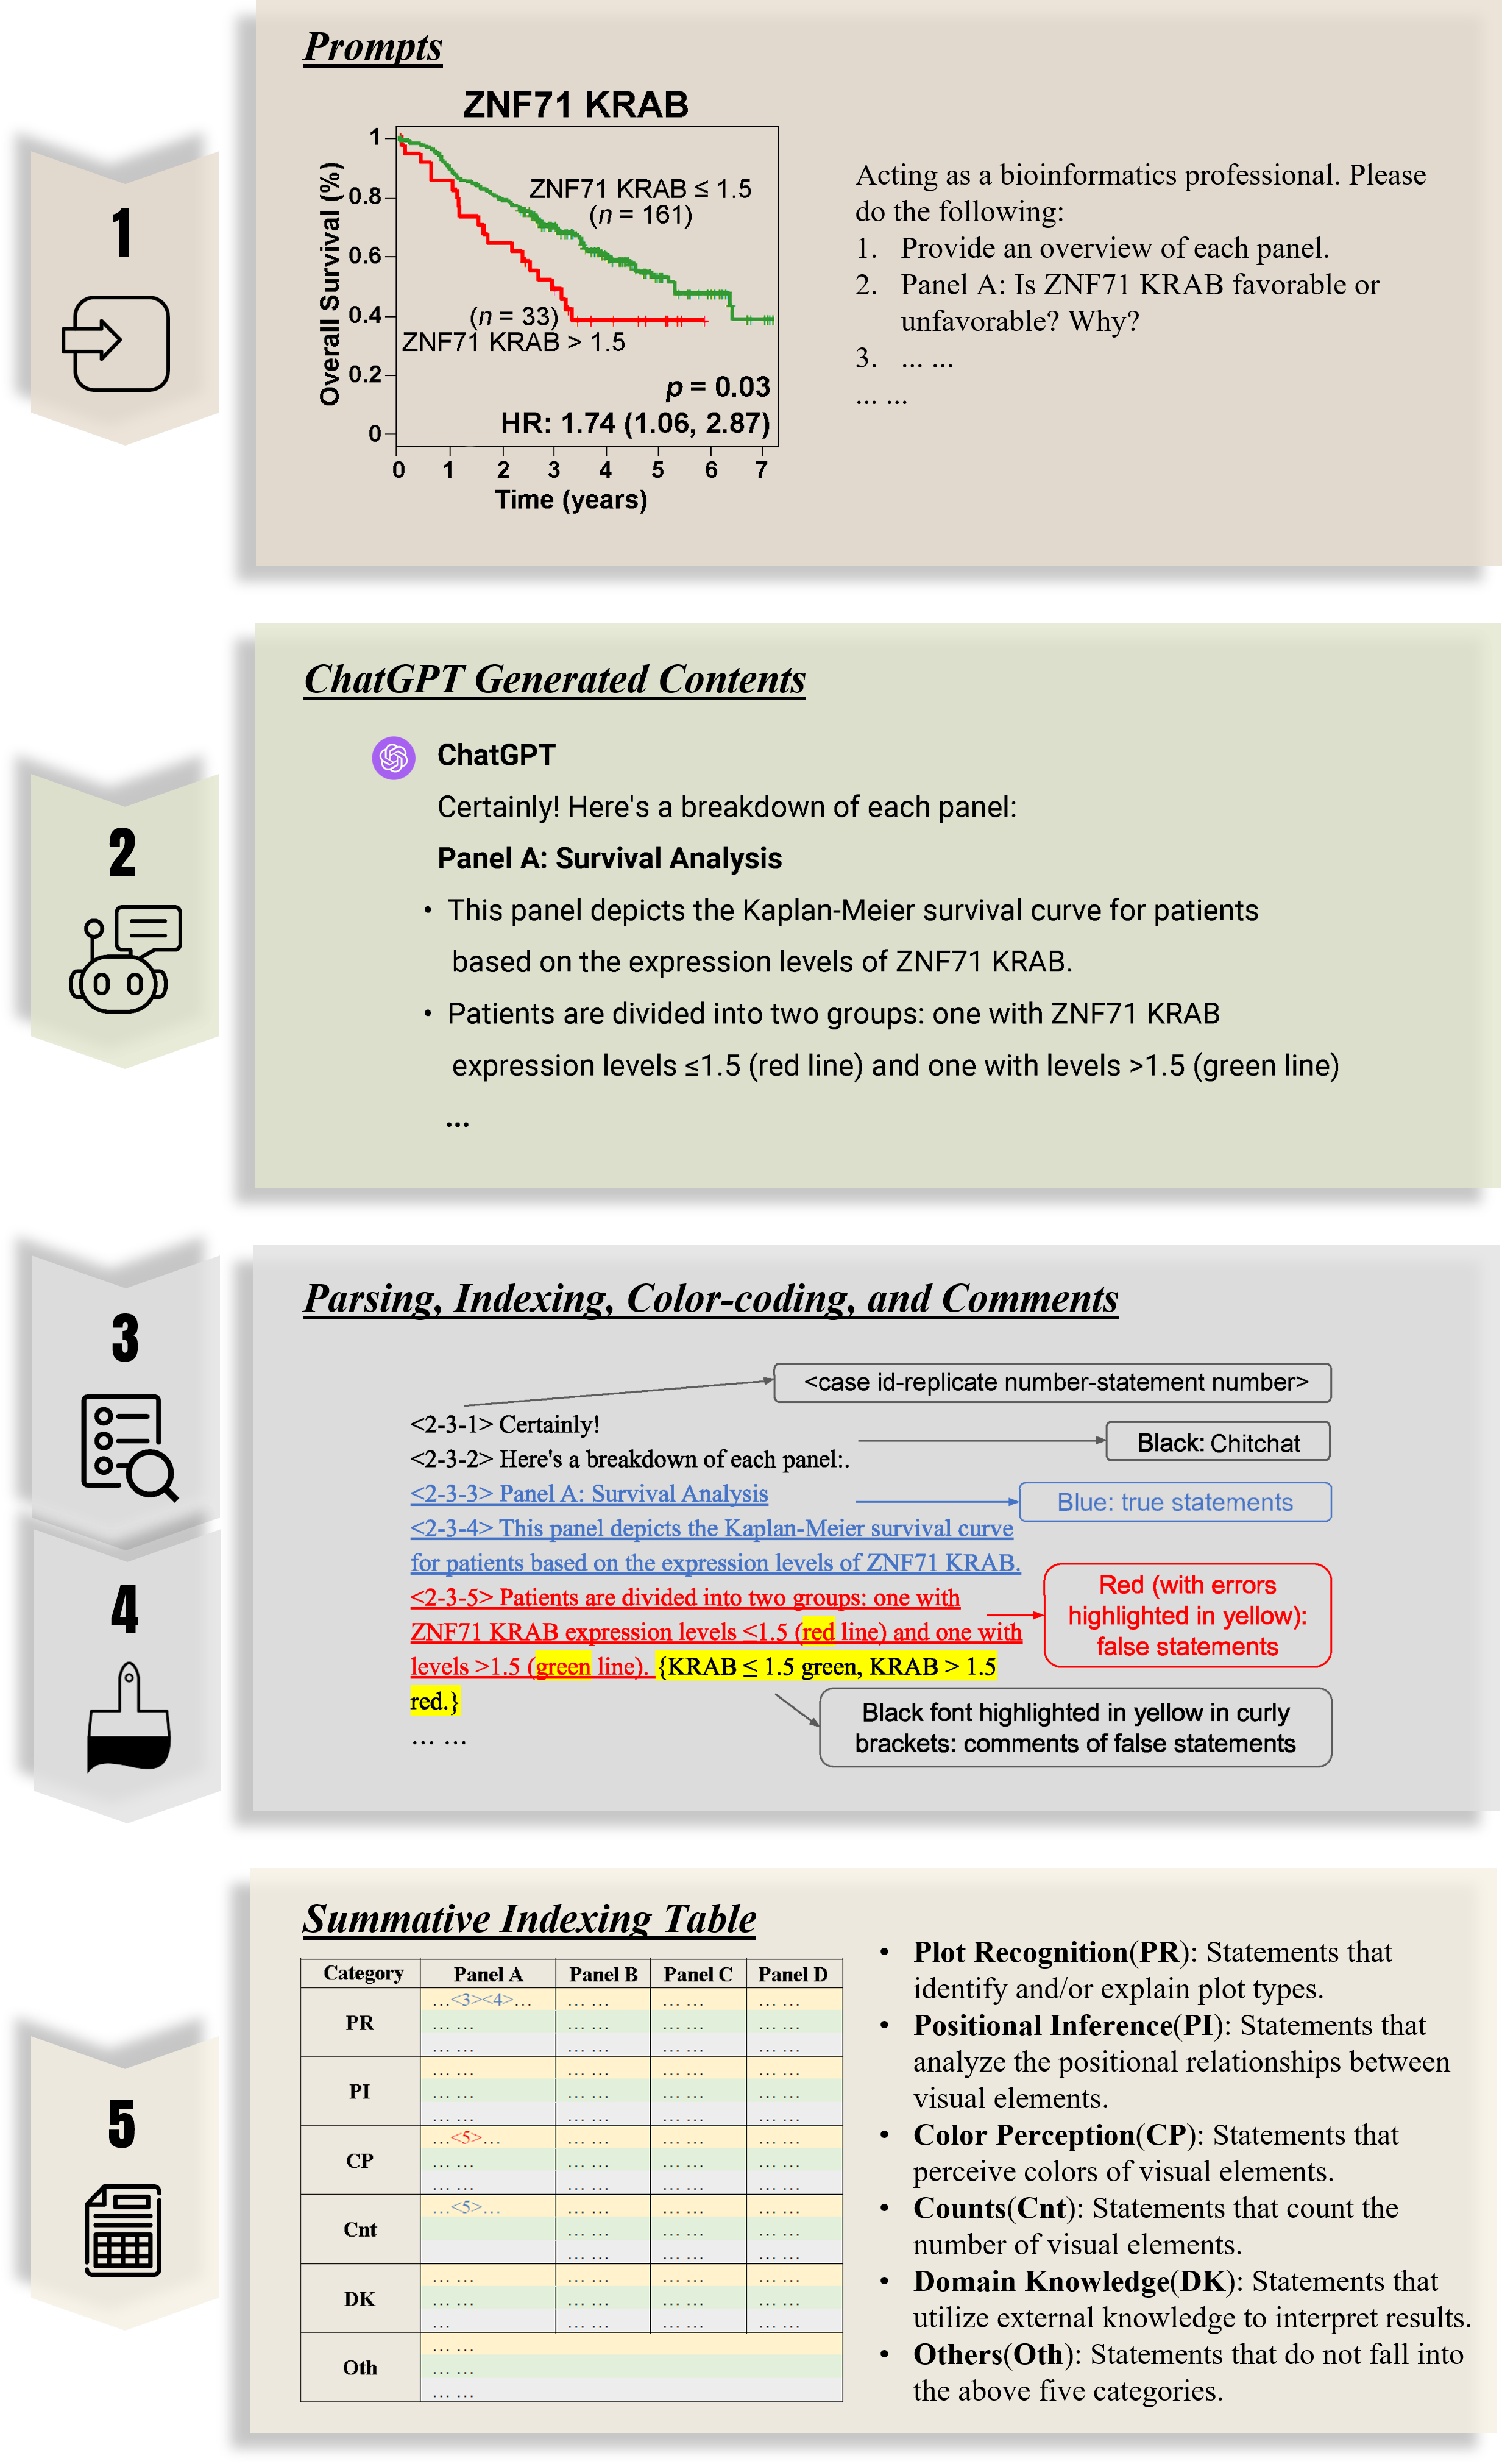 1
Prompts
ZNF71 KRAB
Overall Survival (%)
1
0.8
0.6
0.4
0.2
0
ZNF71 KRAB ≤ 1.5
(n = 161)
(n = 33)
ZNF71 KRAB > 1.5
p = 0.03
HR: 1.74 (1.06, 2.87)
0 1 2 3 4 5 6 7
Time (years)
Acting as a bioinformatics professional. Please
do the following:
1. Provide an overview of each panel.
2. Panel A: Is ZNF71 KRAB favorable or
unfavorable? Why?
3. ... ...
... ...
2
ChatGPT Generated Contents
ChatGPT
Certainly! Here's a breakdown of each panel:
Panel A: Survival Analysis
• This panel depicts the Kaplan-Meier survival curve for patients
based on the expression levels of ZNF71 KRAB.
• Patients are divided into two groups: one with ZNF71 KRAB
expression levels ≤1.5 (red line) and one with levels >1.5 (green line)
...
3
4
Parsing, Indexing, Color-coding, and Comments
<case id-replicate number-statement number>
<2-3-1> Certainly!
Black: Chitchat
<2-3-2> Here's a breakdown of each panel:.
<2-3-3> Panel A: Survival Analysis
Blue: true statements
<2-3-4> This panel depicts the Kaplan-Meier survival curve
for patients based on the expression levels of ZNF71 KRAB.
<2-3-5> Patients are divided into two groups: one with
ZNF71 KRAB expression levels ≤1.5 (red line) and one with
levels >1.5 (green line). {KRAB ≤ 1.5 green, KRAB > 1.5
red.}
... ...
Red (with errors
highlighted in yellow):
false statements
Black font highlighted in yellow in curly
brackets: comments of false statements
5
Summative Indexing Table
Category Panel A Panel B Panel C Panel D
PR
...<3><4>... ... ... ... ... ... ...
... ... ... ... ... ... ... ...
... ... ... ... ... ... ... ...
PI
... ... ... ... ... ... ... ...
... ... ... ... ... ... ... ...
... ... ... ... ... ... ... ...
CP
...<5>... ... ... ... ... ... ...
... ... ... ... ... ... ... ...
... ... ... ... ... ... ... ...
Cnt
...<5>... ... ... ... ... ... ...
... ... ... ... ... ...
... ... ... ... ... ...
DK
... ... ... ... ... ... ... ...
... ... ... ... ... ... ... ...
... ... ... ... ... ... ...
Oth
... ...
... ...
... ...
• Plot Recognition(PR): Statements that
identify and/or explain plot types.
• Positional Inference(PI): Statements that
analyze the positional relationships between
visual elements.
• Color Perception(CP): Statements that
perceive colors of visual elements.
• Counts(Cnt): Statements that count the
number of visual elements.
• Domain Knowledge(DK): Statements that
utilize external knowledge to interpret results.
• Others(Oth): Statements that do not fall into
the above five categories.